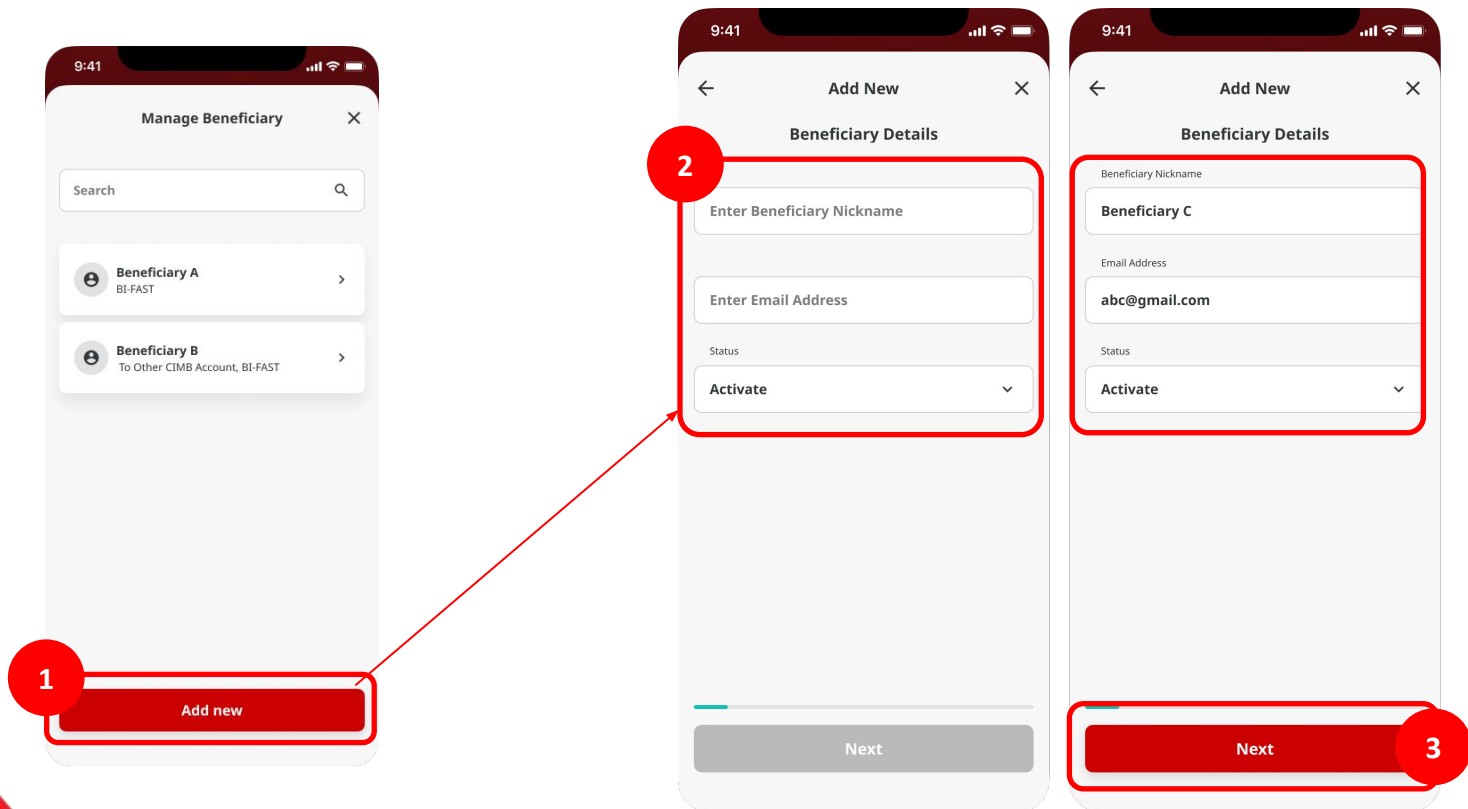 9:41
Manage Beneficiary
Search
Beneficiary A
BI-FAST
Beneficiary B
To Other CIMB Account, BI-FAST
1
Add new
9:41
Add New
Beneficiary Details
2
Enter Beneficiary Nickname
Enter Email Address
Status
Activate
Next
9:41
Add New
Beneficiary Details
Beneficiary Nickname
Beneficiary C
Email Address
abc@gmail.com
Status
Activate
Next
3